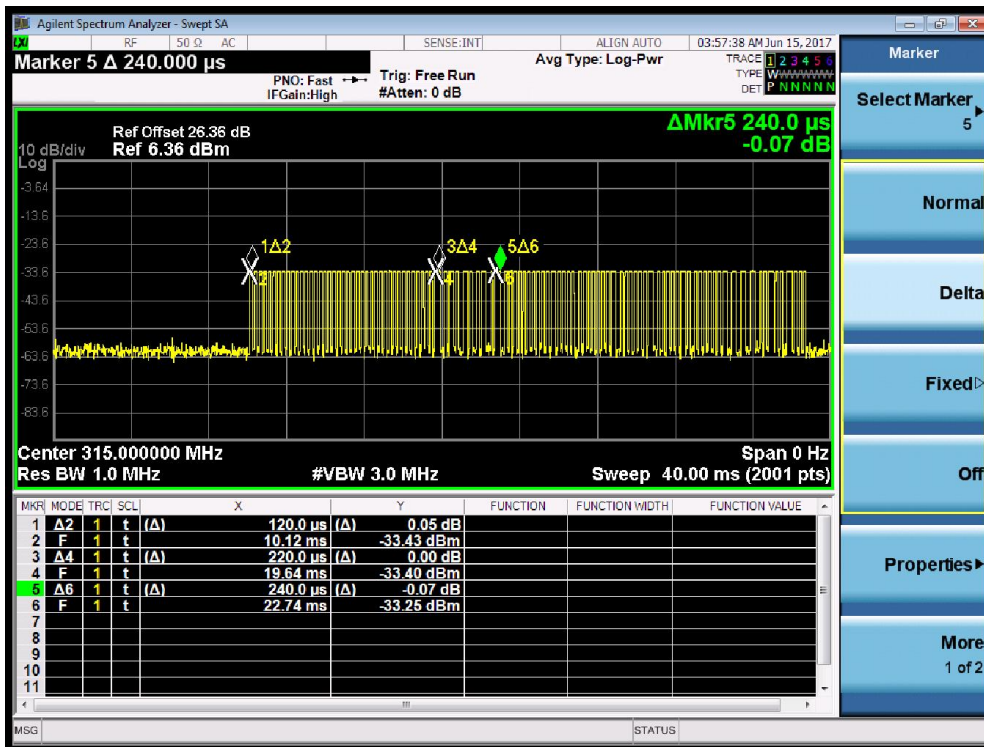 Agilent Spectrum Analyzer - Swept SA
LXI RF 50 Ω AC SENSE:INT ALIGN AUTO 03:57:38 AM Jun 15, 2017
Marker 5 Δ 240.000 µs
PNO: Fast
IFGain:High
Trig: Free Run
#Atten: 0 dB
Avg Type: Log-Pwr
TRACE 1 2 3 4 5 6
TYPE W
DET P N N N N N
ΔMkr5 240.0 µs
-0.07 dB
Ref Offset 26.36 dB
10 dB/div Ref 6.36 dBm
Log
-3.64
-13.6
-23.6
-33.6
-43.6
-53.6
-63.6
-73.6
-83.6
1Δ2 3Δ4 5Δ6
2 4 6
Center 315.000000 MHz Span 0 Hz
Res BW 1.0 MHz #VBW 3.0 MHz Sweep 40.00 ms (2001 pts)
MKR MODE TRC SCL X Y FUNCTION FUNCTION WIDTH FUNCTION VALUE
1 Δ2 1 t (Δ) 120.0 µs (Δ) 0.05 dB
2 F 1 t 10.12 ms -33.43 dBm
3 Δ4 1 t (Δ) 220.0 µs (Δ) 0.00 dB
4 F 1 t 19.64 ms -33.40 dBm
5 Δ6 1 t (Δ) 240.0 µs (Δ) -0.07 dB
6 F 1 t 22.74 ms -33.25 dBm
7
8
9
10
11
MSG STATUS
Marker
Select Marker
5
Normal
Delta
Fixed
Off
Properties
More
1 of 2